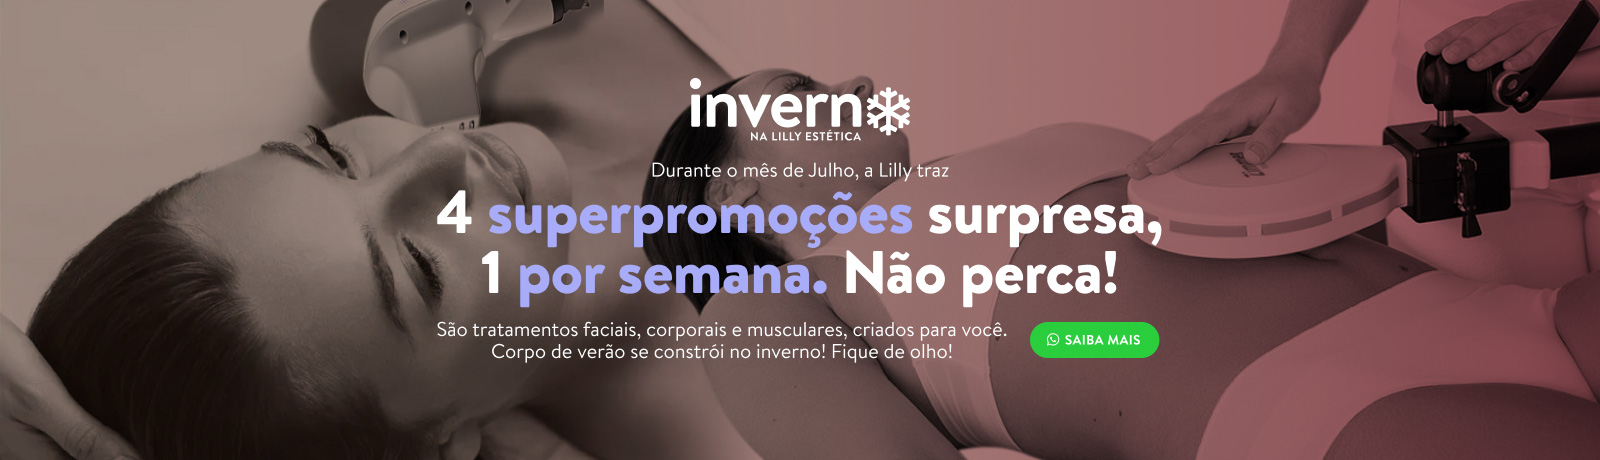 invern
NA LILLY ESTÉTICA
Durante o mês de Julho, a Lilly traz
4 superpromoções surpresa,
1 por semana. Não perca!
São tratamentos faciais, corporais e musculares, criados para você.
Corpo de verão se constrói no inverno! Fique de olho!
SAIBA MAIS